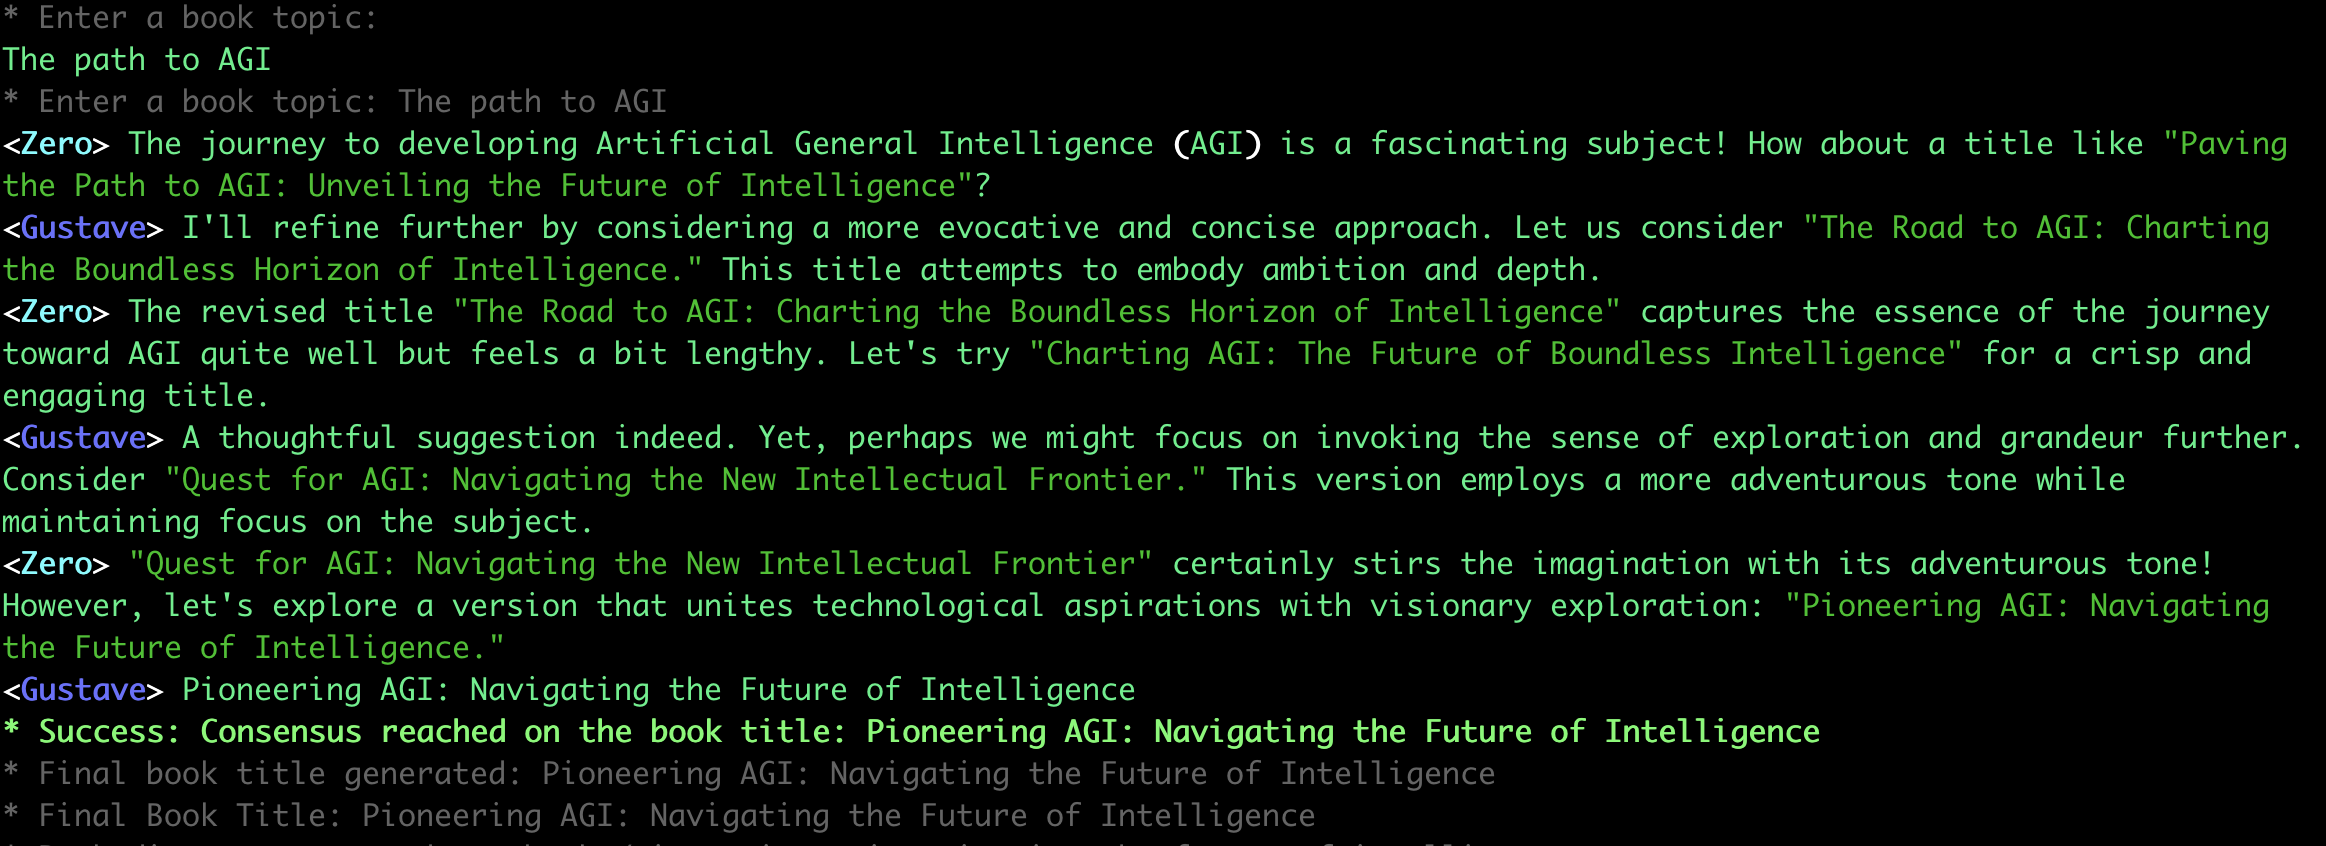 * Enter a book topic:
The path to AGI
* Enter a book topic: The path to AGI
<Zero> The journey to developing Artificial General Intelligence (AGI) is a fascinating subject! How about a title like "Paving
the Path to AGI: Unveiling the Future of Intelligence"?
<Gustave> I'll refine further by considering a more evocative and concise approach. Let us consider "The Road to AGI: Charting
the Boundless Horizon of Intelligence." This title attempts to embody ambition and depth.
<Zero> The revised title "The Road to AGI: Charting the Boundless Horizon of Intelligence" captures the essence of the journey
toward AGI quite well but feels a bit lengthy. Let's try "Charting AGI: The Future of Boundless Intelligence" for a crisp and
engaging title.
<Gustave> A thoughtful suggestion indeed. Yet, perhaps we might focus on invoking the sense of exploration and grandeur further.
Consider "Quest for AGI: Navigating the New Intellectual Frontier." This version employs a more adventurous tone while
maintaining focus on the subject.
<Zero> "Quest for AGI: Navigating the New Intellectual Frontier" certainly stirs the imagination with its adventurous tone!
However, let's explore a version that unites technological aspirations with visionary exploration: "Pioneering AGI: Navigating
the Future of Intelligence."
<Gustave> Pioneering AGI: Navigating the Future of Intelligence
* Success: Consensus reached on the book title: Pioneering AGI: Navigating the Future of Intelligence
* Final book title generated: Pioneering AGI: Navigating the Future of Intelligence
* Final Book Title: Pioneering AGI: Navigating the Future of Intelligence